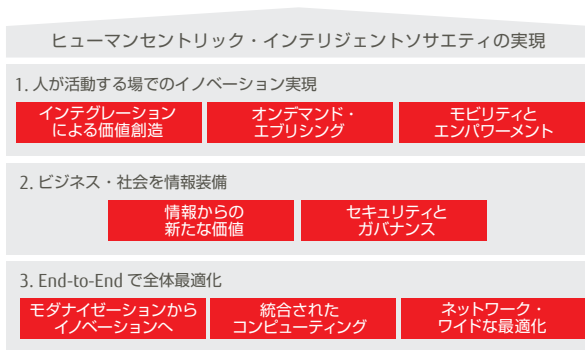 ヒューマンセントリック・インテリジェントソサエティの実現
1. 人が活動する場でのイノベーション実現
インテグレーション
による価値創造
オンデマンド・
エブリシング
モビリティと
エンパワーメント
2. ビジネス・社会を情報装備
情報からの
新たな価値
セキュリティと
ガバナンス
3. End-to-End で全体最適化
モダナイゼーションから
イノベーションへ
統合された
コンピューティング
ネットワーク・
ワイドな最適化